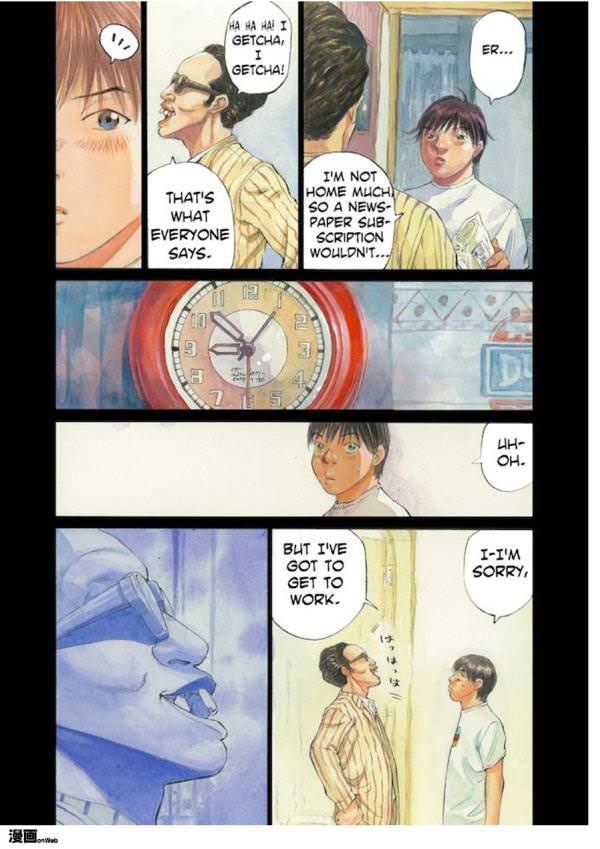 ER...
I'M NOT
HOME MUCH,
SO A NEWS-
PAPER SUB-
SCRIPTION
WOULDN'T...
HA HA HA! I
GETCHA,
I
GETCHA!
THAT'S
WHAT
EVERYONE
SAYS.
11
12
1
2
10
9
3
8
4
7
6
5
UH-
OH.
I-I'M
SORRY,
BUT I'VE
GOT TO
GET TO
WORK.
はっはっは
漫画onWeb